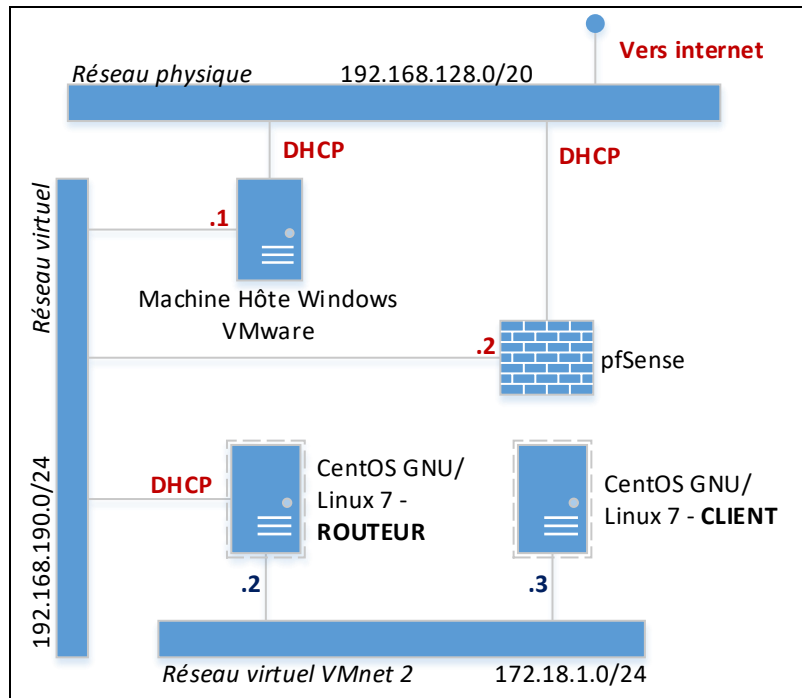 Vers internet
Réseau physique 192.168.128.0/20
DHCP
DHCP
Réseau virtuel
.1
Machine Hôte Windows
VMware
.2
pfSense
192.168.190.0/24
DHCP
CentOS GNU/
Linux 7 -
ROUTEUR
CentOS GNU/
Linux 7 - CLIENT
.2
.3
Réseau virtuel VMnet 2 172.18.1.0/24